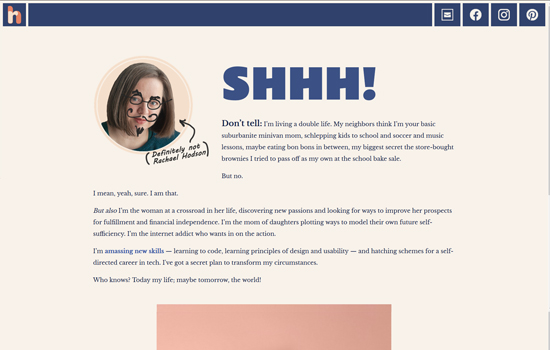 h
SHHH!
Don't tell: I'm living a double life. My neighbors think I'm your basic
suburbanite minivan mom, schlepping kids to school and soccer and music
lessons, maybe eating bon bons in between, my biggest secret the store-bought
brownies I tried to pass off as my own at the school bake sale.
(Definitely not
Rachael Hodson)
But no.
I mean, yeah, sure. I am that.
But also I'm the woman at a crossroad in her life, discovering new passions and looking for ways to improve her prospects
for fulfillment and financial independence. I'm the mom of daughters plotting ways to model their own future self-
sufficiency. I'm the internet addict who wants in on the action.
I'm amassing new skills — learning to code, learning principles of design and usability — and hatching schemes for a self-
directed career in tech. I've got a secret plan to transform my circumstances.
Who knows? Today my life; maybe tomorrow, the world!